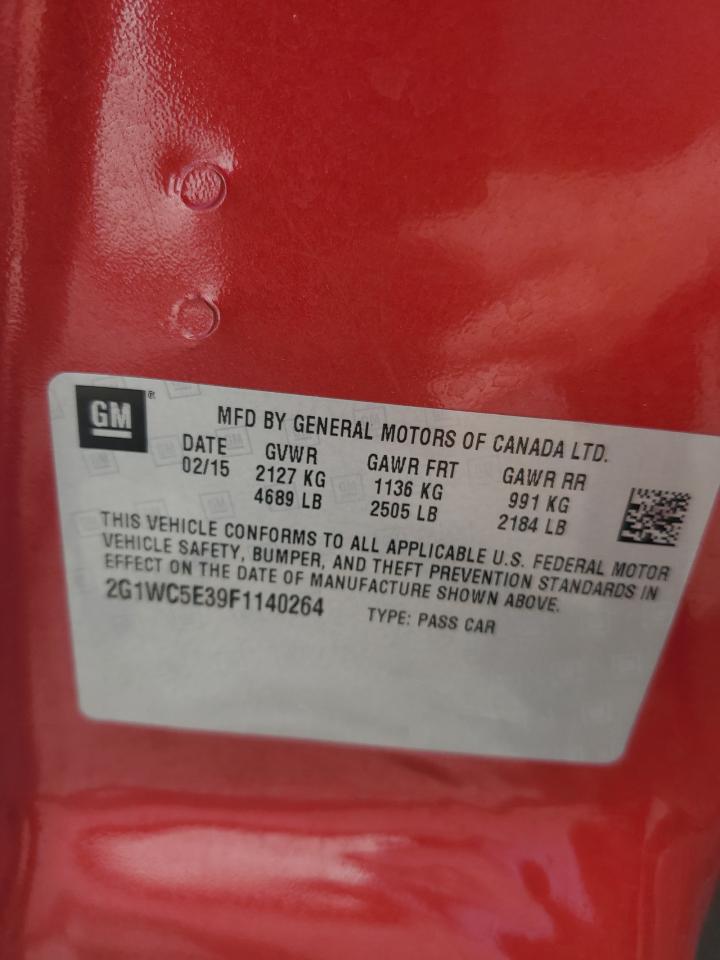 GM ®
MFD BY GENERAL MOTORS OF CANADA LTD.
DATE GVWR GAWR FRT GAWR RR
02/15 2127 KG 1136 KG 991 KG
4689 LB 2505 LB 2184 LB
THIS VEHICLE CONFORMS TO ALL APPLICABLE U.S. FEDERAL MOTOR
VEHICLE SAFETY, BUMPER, AND THEFT PREVENTION STANDARDS IN
EFFECT ON THE DATE OF MANUFACTURE SHOWN ABOVE.
2G1WC5E39F1140264 TYPE: PASS CAR